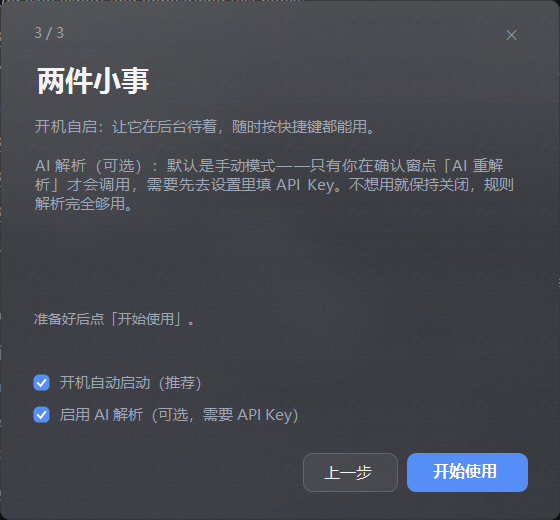 3 / 3
两件小事
开机自启：让它在后台待着，随时按快捷键都能用。
AI 解析（可选）：默认是手动模式——只有你在确认窗点「AI 重解
析」才会调用，需要先去设置里填 API Key。不想用就保持关闭，规则
解析完全够用。
准备好后点「开始使用」。
开机自动启动（推荐）
启用 AI 解析（可选，需要 API Key）
上一步
开始使用